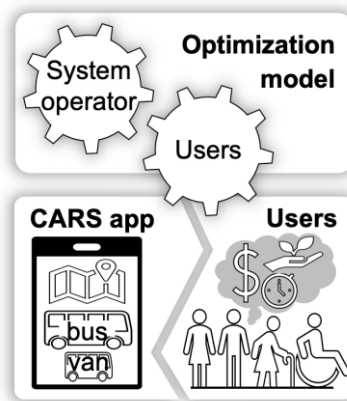 Optimization
model
System
operator
Users
CARS app
Users
$
bus
van